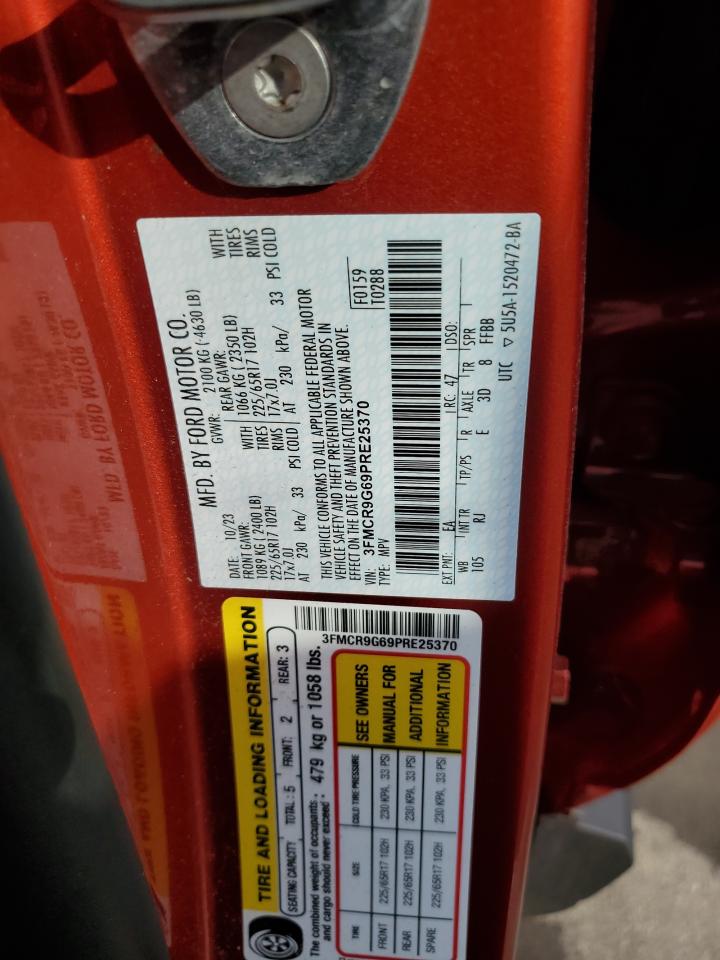 MFD. BY FORD MOTOR CO.
DATE: 10/23
GVWR: 2100 KG ( 4630 LB)
FRONT GAWR:
1089 KG ( 2400 LB)
WITH
REAR GAWR:
1066 KG ( 2350 LB)
WITH
225/65R17 102H
TIRES
225/65R17 102H
TIRES
17x7.0J
RIMS
17x7.0J
RIMS
AT 230 kPa/ 33 PSI COLD
AT 230 kPa/ 33 PSI COLD
THIS VEHICLE CONFORMS TO ALL APPLICABLE FEDERAL MOTOR
VEHICLE SAFETY AND THEFT PREVENTION STANDARDS IN
EFFECT ON THE DATE OF MANUFACTURE SHOWN ABOVE.
VIN: 3FMCR9G69PRE25370
TYPE: MPV
F0159
T0288
EXT PNT: EA RC: 47 DSO:
WB INT TR TP/PS R AXLE TR SPR
105 RJ E 3D 8 FFBB
UTC ▽ 5U5A-1520472-BA
TIRE AND LOADING INFORMATION
SEATING CAPACITY TOTAL: 5 FRONT: 2 REAR: 3
The combined weight of occupants
and cargo should never exceed 479 kg or 1058 lbs.
3FMCR9G69PRE25370
TIRE SIZE COLD TIRE PRESSURE
FRONT 225/65R17 102H 230 KPA, 33 PSI
REAR 225/65R17 102H 230 KPA, 33 PSI
SPARE 225/65R17 102H 230 KPA, 33 PSI
SEE OWNERS
MANUAL FOR
ADDITIONAL
INFORMATION